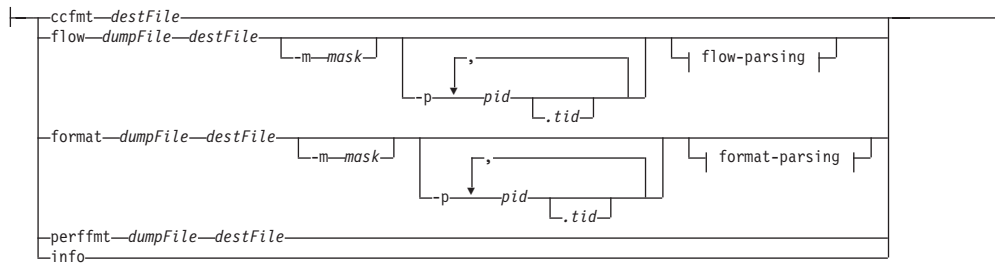 ccfmt destFile
flow dumpFile destFile
-m mask
,
-p pid
.tid
flow-parsing
format dumpFile destFile
-m mask
,
-p pid
.tid
format-parsing
perffmt dumpFile destFile
info